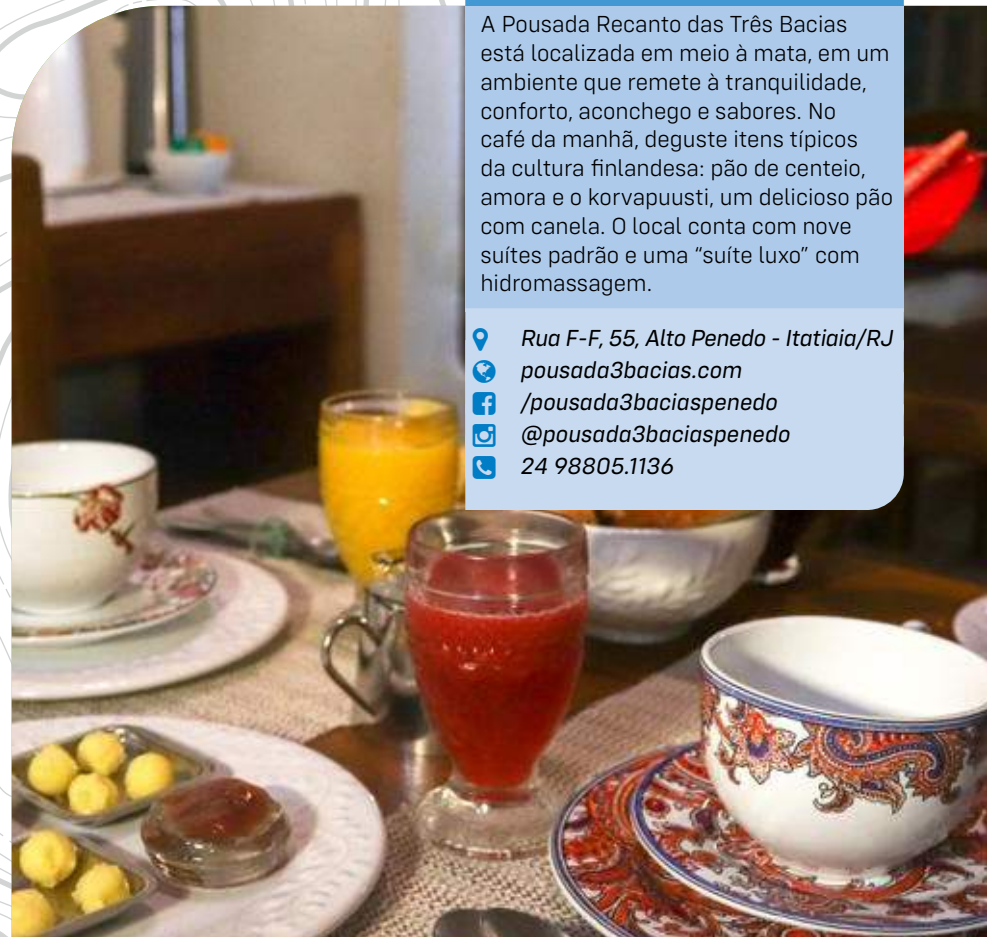 A Pousada Recanto das Três Bacias
está localizada em meio à mata, em um
ambiente que remete à tranquilidade,
conforto, aconchego e sabores. No
café da manhã, deguste itens típicos
da cultura finlandesa: pão de centeio,
amora e o korvapuusti, um delicioso pão
com canela. O local conta com nove
suítes padrão e uma “suíte luxo” com
hidromassagem.
Rua F-F, 55, Alto Penedo - Itatiaia/RJ
pousada3bacias.com
/pousada3baciaspenedo
@pousada3baciaspenedo
24 98805.1136